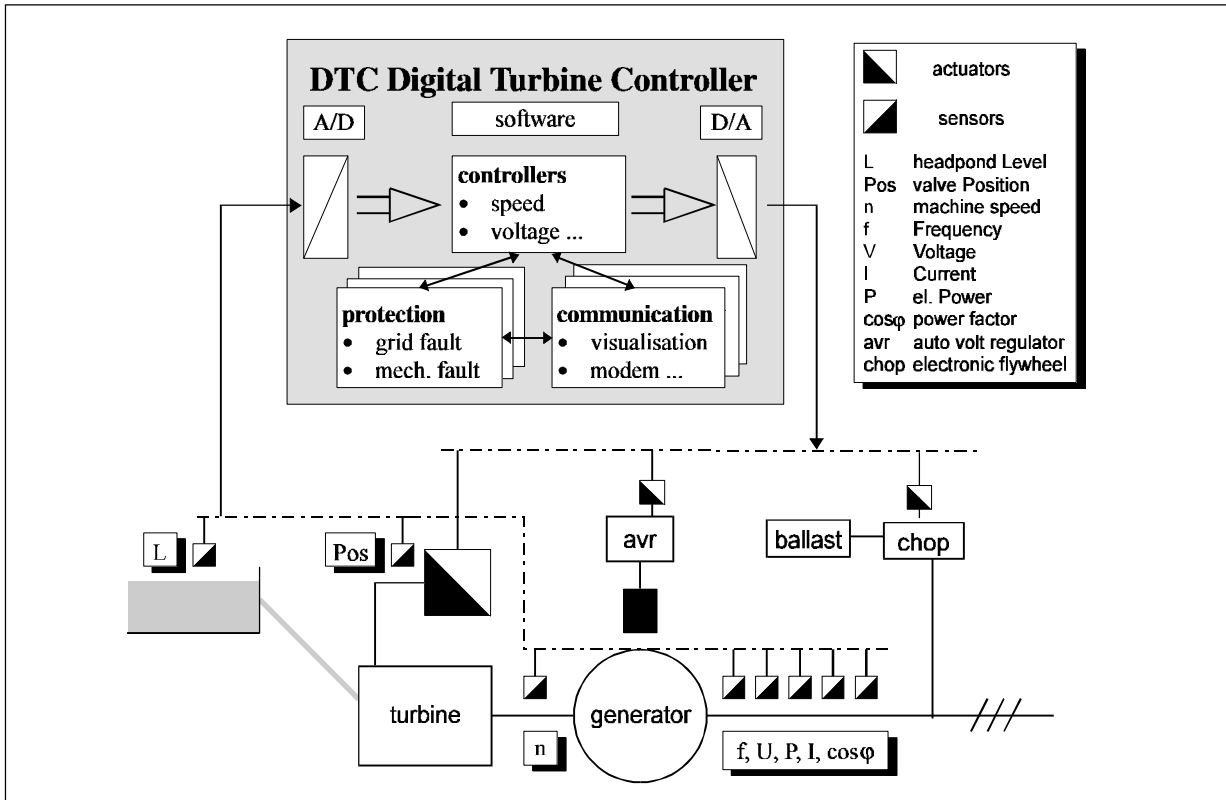 DTC Digital Turbine Controller
A/D
software
D/A
controllers
• speed
• voltage ...
protection
• grid fault
• mech. fault
communication
• visualisation
• modem ...
actuators
sensors
L headpond Level
Pos valve Position
n machine speed
f Frequency
V Voltage
I Current
P el. Power
cosφ power factor
avr auto volt regulator
chop electronic flywheel
L
Pos
avr
ballast
chop
turbine
generator
n
f, U, P, I, cosφ